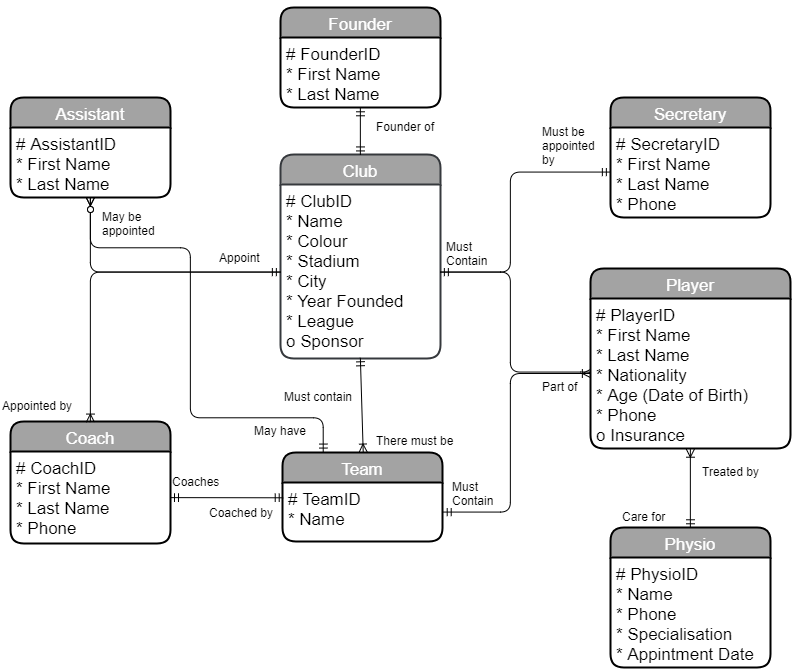 Founder
# FounderID
* First Name
* Last Name
Founder of
Assistant
# AssistantID
* First Name
* Last Name
May be
appointed
Club
# ClubID
* Name
* Colour
* Stadium
* City
* Year Founded
* League
o Sponsor
Appoint
Must
Contain
Must be
appointed
by
Secretary
# SecretaryID
* First Name
* Last Name
* Phone
Player
# PlayerID
* First Name
* Last Name
* Nationality
* Age (Date of Birth)
* Phone
o Insurance
Part of
Must contain
There must be
May have
Appointed by
Coach
# CoachID
* First Name
* Last Name
* Phone
Coaches
Coached by
Team
# TeamID
* Name
Must
Contain
Treated by
Care for
Physio
# PhysioID
* Name
* Phone
* Specialisation
* Appintment Date